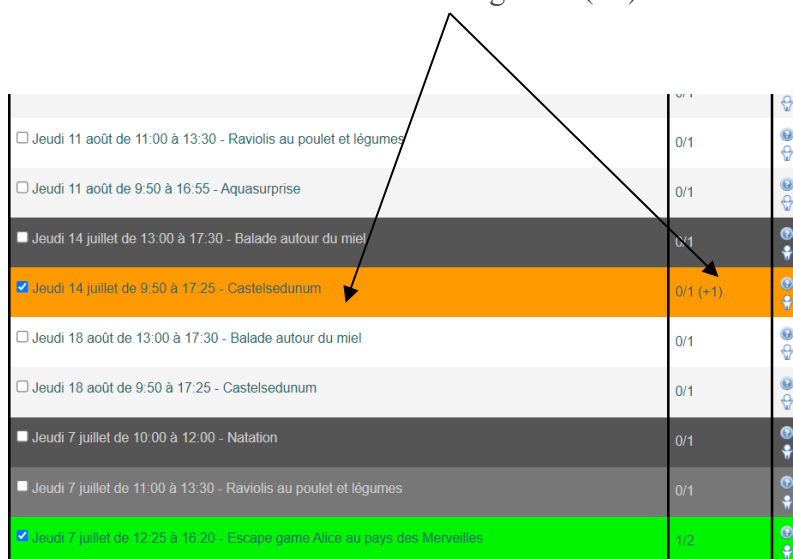 Jeudi 11 août de 11:00 à 13:30 - Raviolis au poulet et légumes 0/1
Jeudi 11 août de 9:50 à 16:55 - Aquasurprise 0/1
Jeudi 14 juillet de 13:00 à 17:30 - Balade autour du miel 0/1
Jeudi 14 juillet de 9:50 à 17:25 - Castelsedunum 0/1 (+1)
Jeudi 18 août de 13:00 à 17:30 - Balade autour du miel 0/1
Jeudi 18 août de 9:50 à 17:25 - Castelsedunum 0/1
Jeudi 7 juillet de 10:00 à 12:00 - Natation 0/1
Jeudi 7 juillet de 11:00 à 13:30 - Raviolis au poulet et légumes 0/1
Jeudi 7 juillet de 12:25 à 16:20 - Escape game Alice au pays des Merveilles 1/2